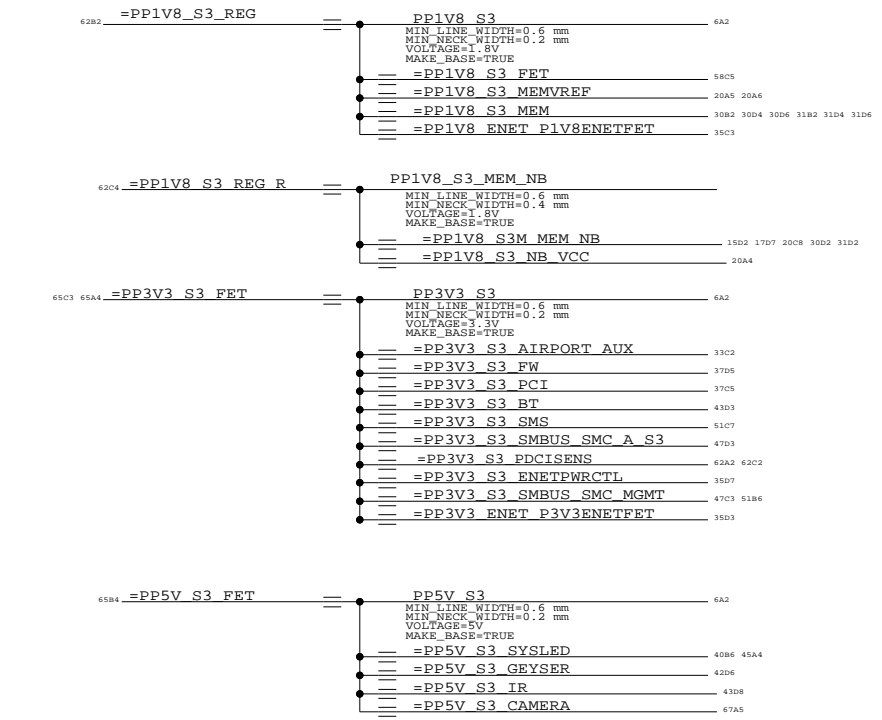 62B2 =PP1V8_S3_REG PP1V8_S3 6A2
MIN_LINE_WIDTH=0.6 mm
MIN_NECK_WIDTH=0.2 mm
VOLTAGE=1.8V
MAKE_BASE=TRUE
=PP1V8_S3_FET 58C5
=PP1V8_S3_MEMVREF 20A5 20A6
=PP1V8_S3_MEM 30B2 30D4 30D6 31B2 31D4 31D6
=PP1V8_ENET_P1V8ENETFET 35C3
62C4 =PP1V8_S3_REG_R PP1V8_S3_MEM_NB
MIN_LINE_WIDTH=0.6 mm
MIN_NECK_WIDTH=0.4 mm
VOLTAGE=1.8V
MAKE_BASE=TRUE
=PP1V8_S3M_MEM_NB 15D2 17D7 20C8 30D2 31D2
=PP1V8_S3_NB_VCC 20A4
65C3 65A4 =PP3V3_S3_FET PP3V3_S3 6A2
MIN_LINE_WIDTH=0.6 mm
MIN_NECK_WIDTH=0.2 mm
VOLTAGE=3.3V
MAKE_BASE=TRUE
=PP3V3_S3_AIRPORT_AUX 33C2
=PP3V3_S3_FW 37D5
=PP3V3_S3_PCI 37C5
=PP3V3_S3_BT 43D3
=PP3V3_S3_SMS 51C7
=PP3V3_S3_SMBUS_SMC_A_S3 47D3
=PP3V3_S3_PDCISENS 62A2 62C2
=PP3V3_S3_ENETPWRCTL 35D7
=PP3V3_S3_SMBUS_SMC_MGMT 47C3 51B6
=PP3V3_ENET_P3V3ENETFET 35D3
65B4 =PP5V_S3_FET PP5V_S3 6A2
MIN_LINE_WIDTH=0.6 mm
MIN_NECK_WIDTH=0.2 mm
VOLTAGE=5V
MAKE_BASE=TRUE
=PP5V_S3_SYSLED 40B6 45A4
=PP5V_S3_GEYSER 42D6
=PP5V_S3_IR 43D8
=PP5V_S3_CAMERA 67A5